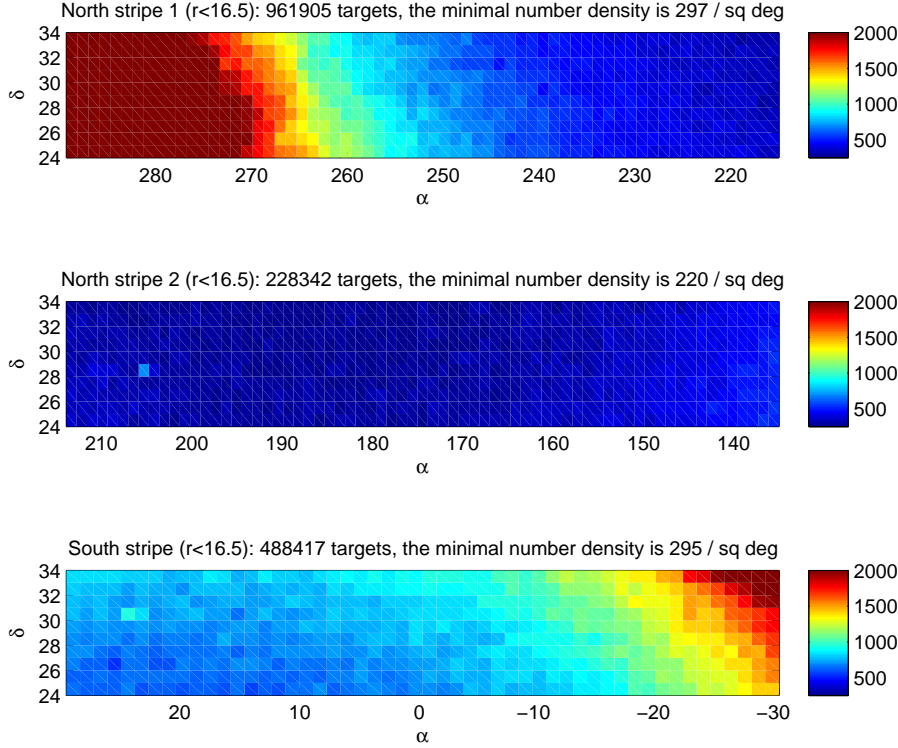 North stripe 1 (r<16.5): 961905 targets, the minimal number density is 297 / sq deg
34
32
30
28
26
24
δ
280 270 260 250 240 230 220
α
2000
1500
1000
500
North stripe 2 (r<16.5): 228342 targets, the minimal number density is 220 / sq deg
34
32
30
28
26
24
δ
210 200 190 180 170 160 150 140
α
2000
1500
1000
500
South stripe (r<16.5): 488417 targets, the minimal number density is 295 / sq deg
34
32
30
28
26
24
δ
20 10 0 −10 −20 −30
α
2000
1500
1000
500